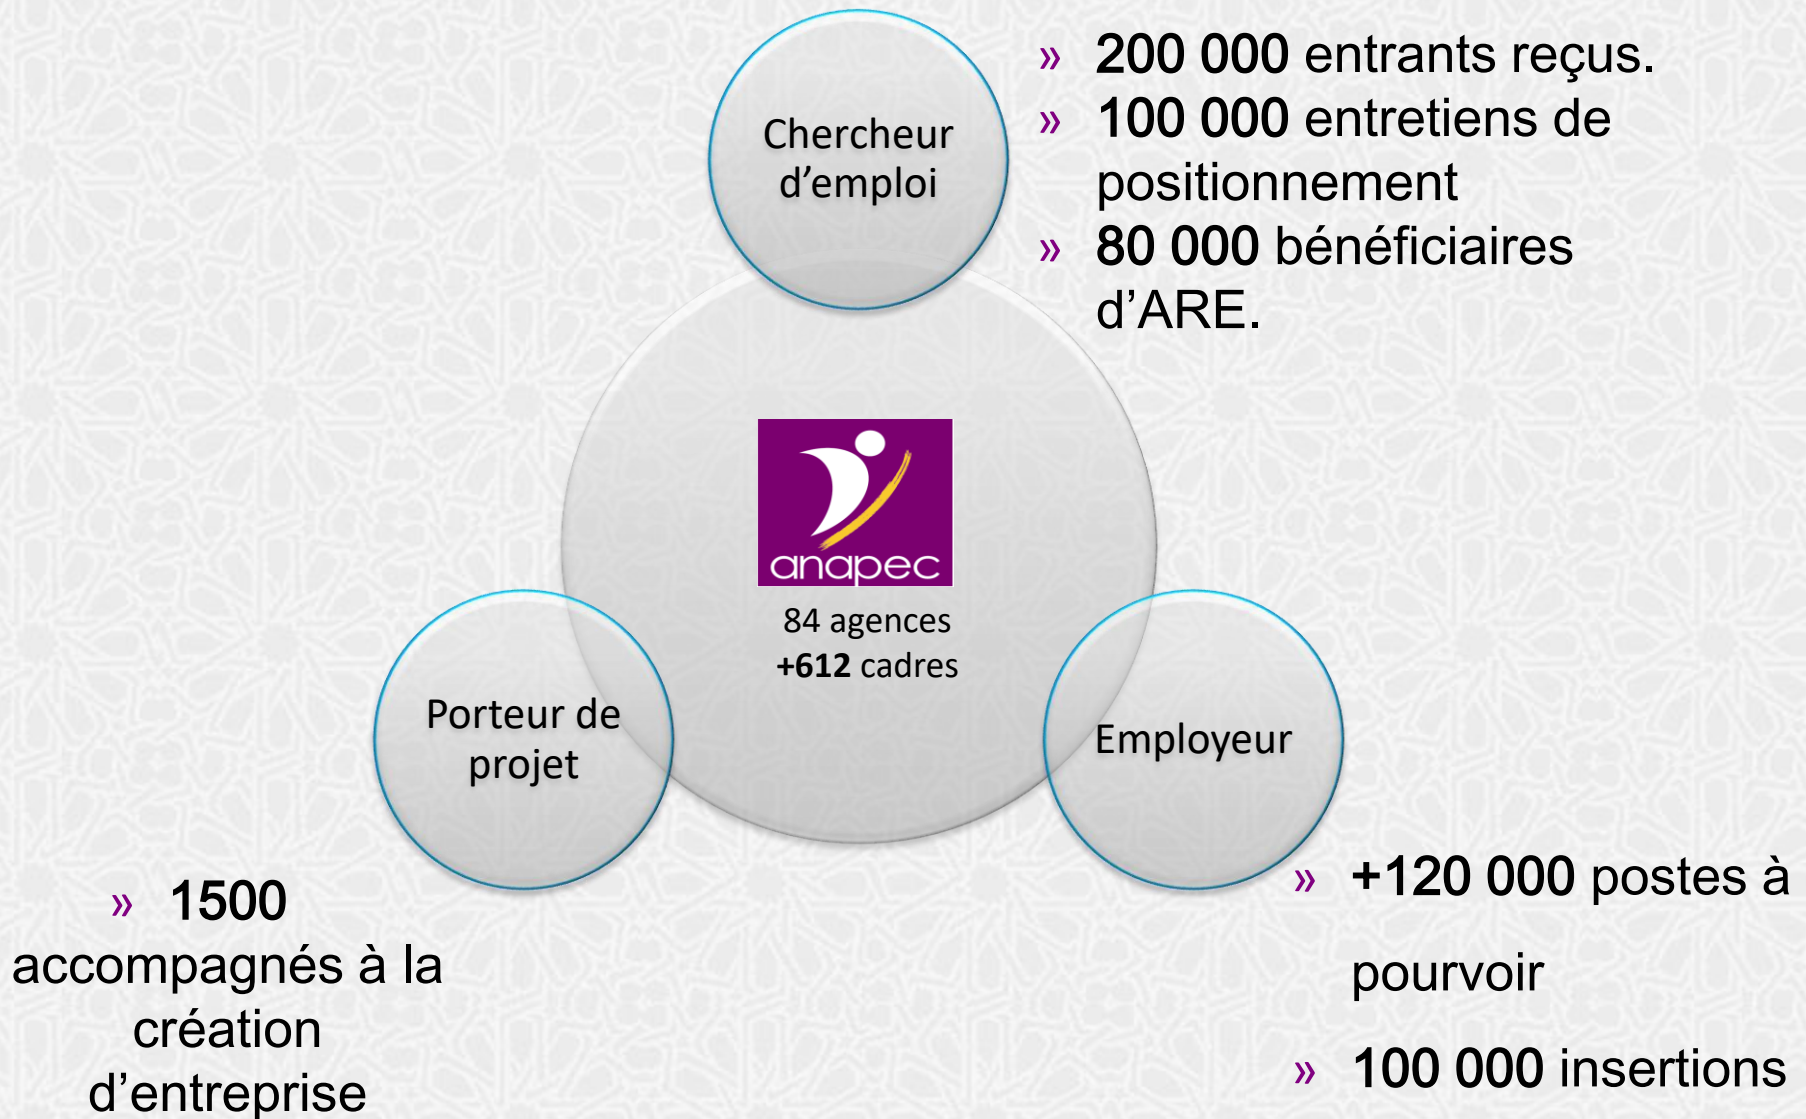 Chercheur
d’emploi
» 200 000 entrants reçus.
» 100 000 entretiens de
positionnement
» 80 000 bénéficiaires
d’ARE.
anapec
84 agences
+612 cadres
Porteur de
projet
Employeur
» 1500
accompagnés à la
création
d’entreprise
» +120 000 postes à
pourvoir
» 100 000 insertions